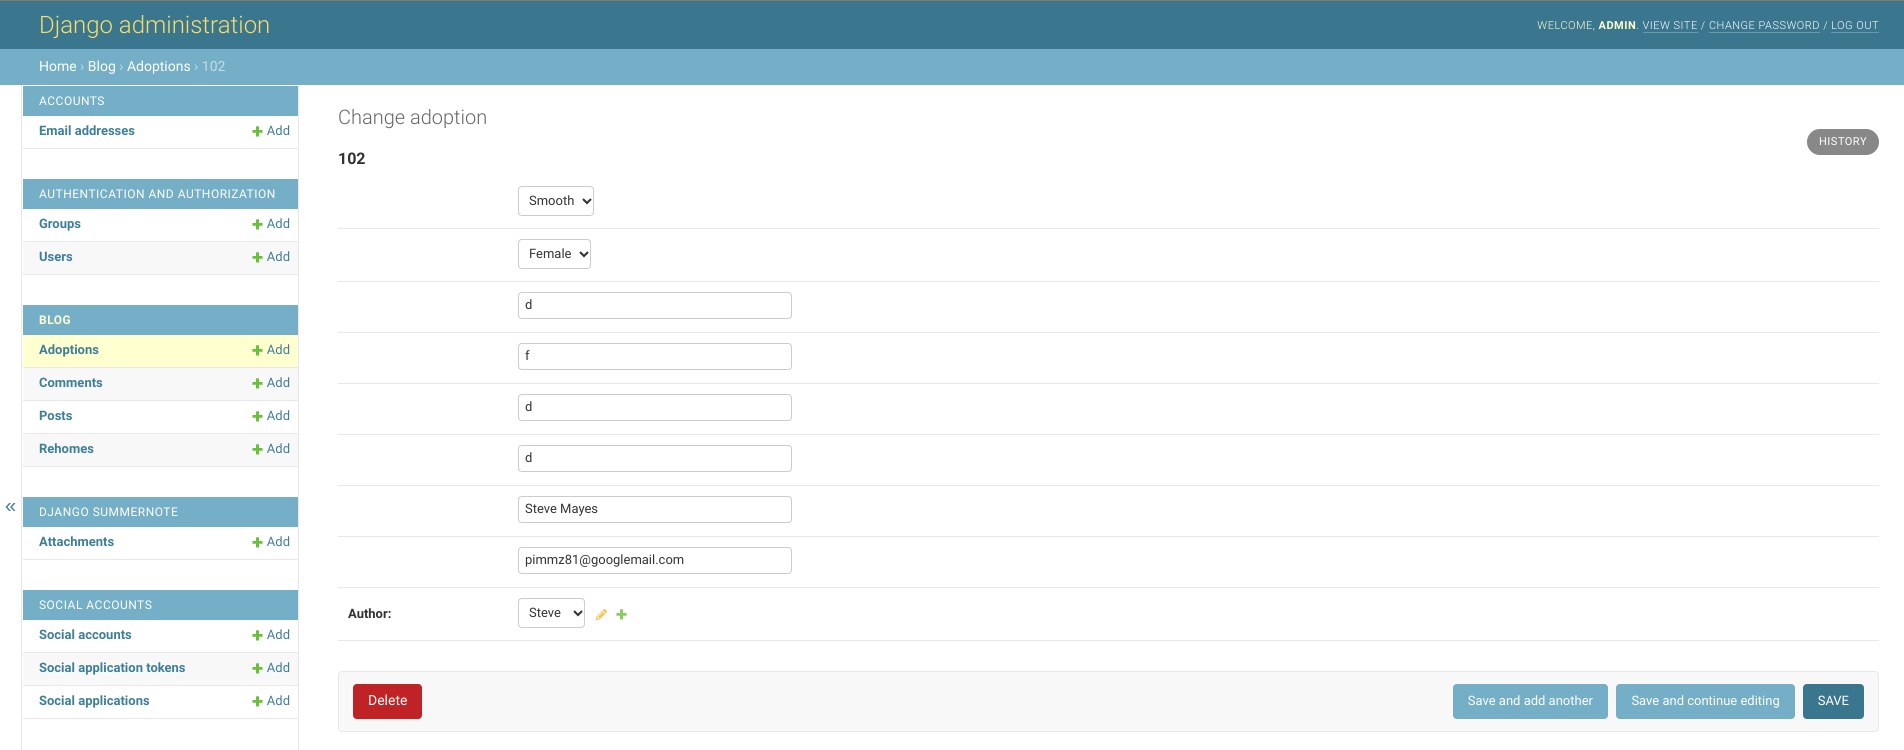 Django administration
WELCOME, ADMIN. VIEW SITE / CHANGE PASSWORD / LOG OUT
Home › Blog › Adoptions › 102
ACCOUNTS
Email addresses Add
AUTHENTICATION AND AUTHORIZATION
Groups Add
Users Add
BLOG
Adoptions Add
Comments Add
Posts Add
Rehomes Add
DJANGO SUMMERNOTE
Attachments Add
SOCIAL ACCOUNTS
Social accounts Add
Social application tokens Add
Social applications Add
«
Change adoption
HISTORY
102
Smooth
Female
d
f
d
d
Steve Mayes
pimmz81@googlemail.com
Author: Steve
Delete
Save and add another
Save and continue editing
SAVE